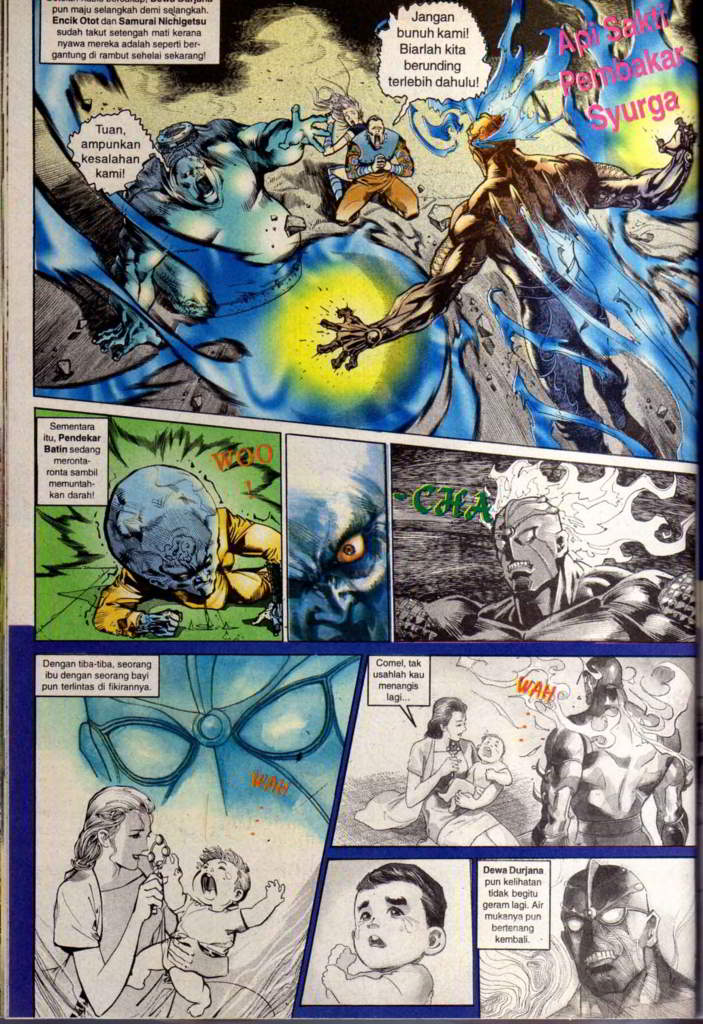 pun maju selangkah demi selangkah.
Encik Otot dan Samurai Nichigetsu
sudah takut setengah mati kerana
nyawa mereka adalah seperti ber-
gantung di rambut sehelai sekarang!
Jangan
bunuh kami!
Biarlah kita
berunding
terlebih dahulu!
Api Sakti
Pembakar
Syurga
Tuan,
ampunkan
kesalahan
kami!
Sementara
itu, Pendekar
Batin sedang
meronta-
ronta sambil
memuntah-
kan darah!
WOO
!
-CHA
Dengan tiba-tiba, seorang
ibu dengan seorang bayi
pun terlintas di fikirannya.
WAH
Comel, tak
usahlah kau
menangis
lagi...
WAH
Dewa Durjana
pun kelihatan
tidak begitu
geram lagi. Air
mukanya pun
bertenang
kembali.